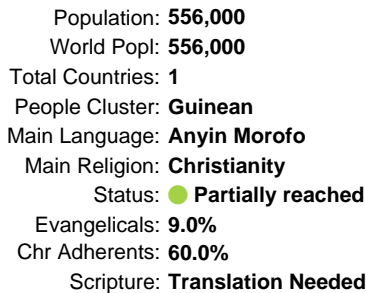 Population: 556,000
World Popl: 556,000
Total Countries: 1
People Cluster: Guinean
Main Language: Anyin Morofo
Main Religion: Christianity
Status: Partially reached
Evangelicals: 9.0%
Chr Adherents: 60.0%
Scripture: Translation Needed